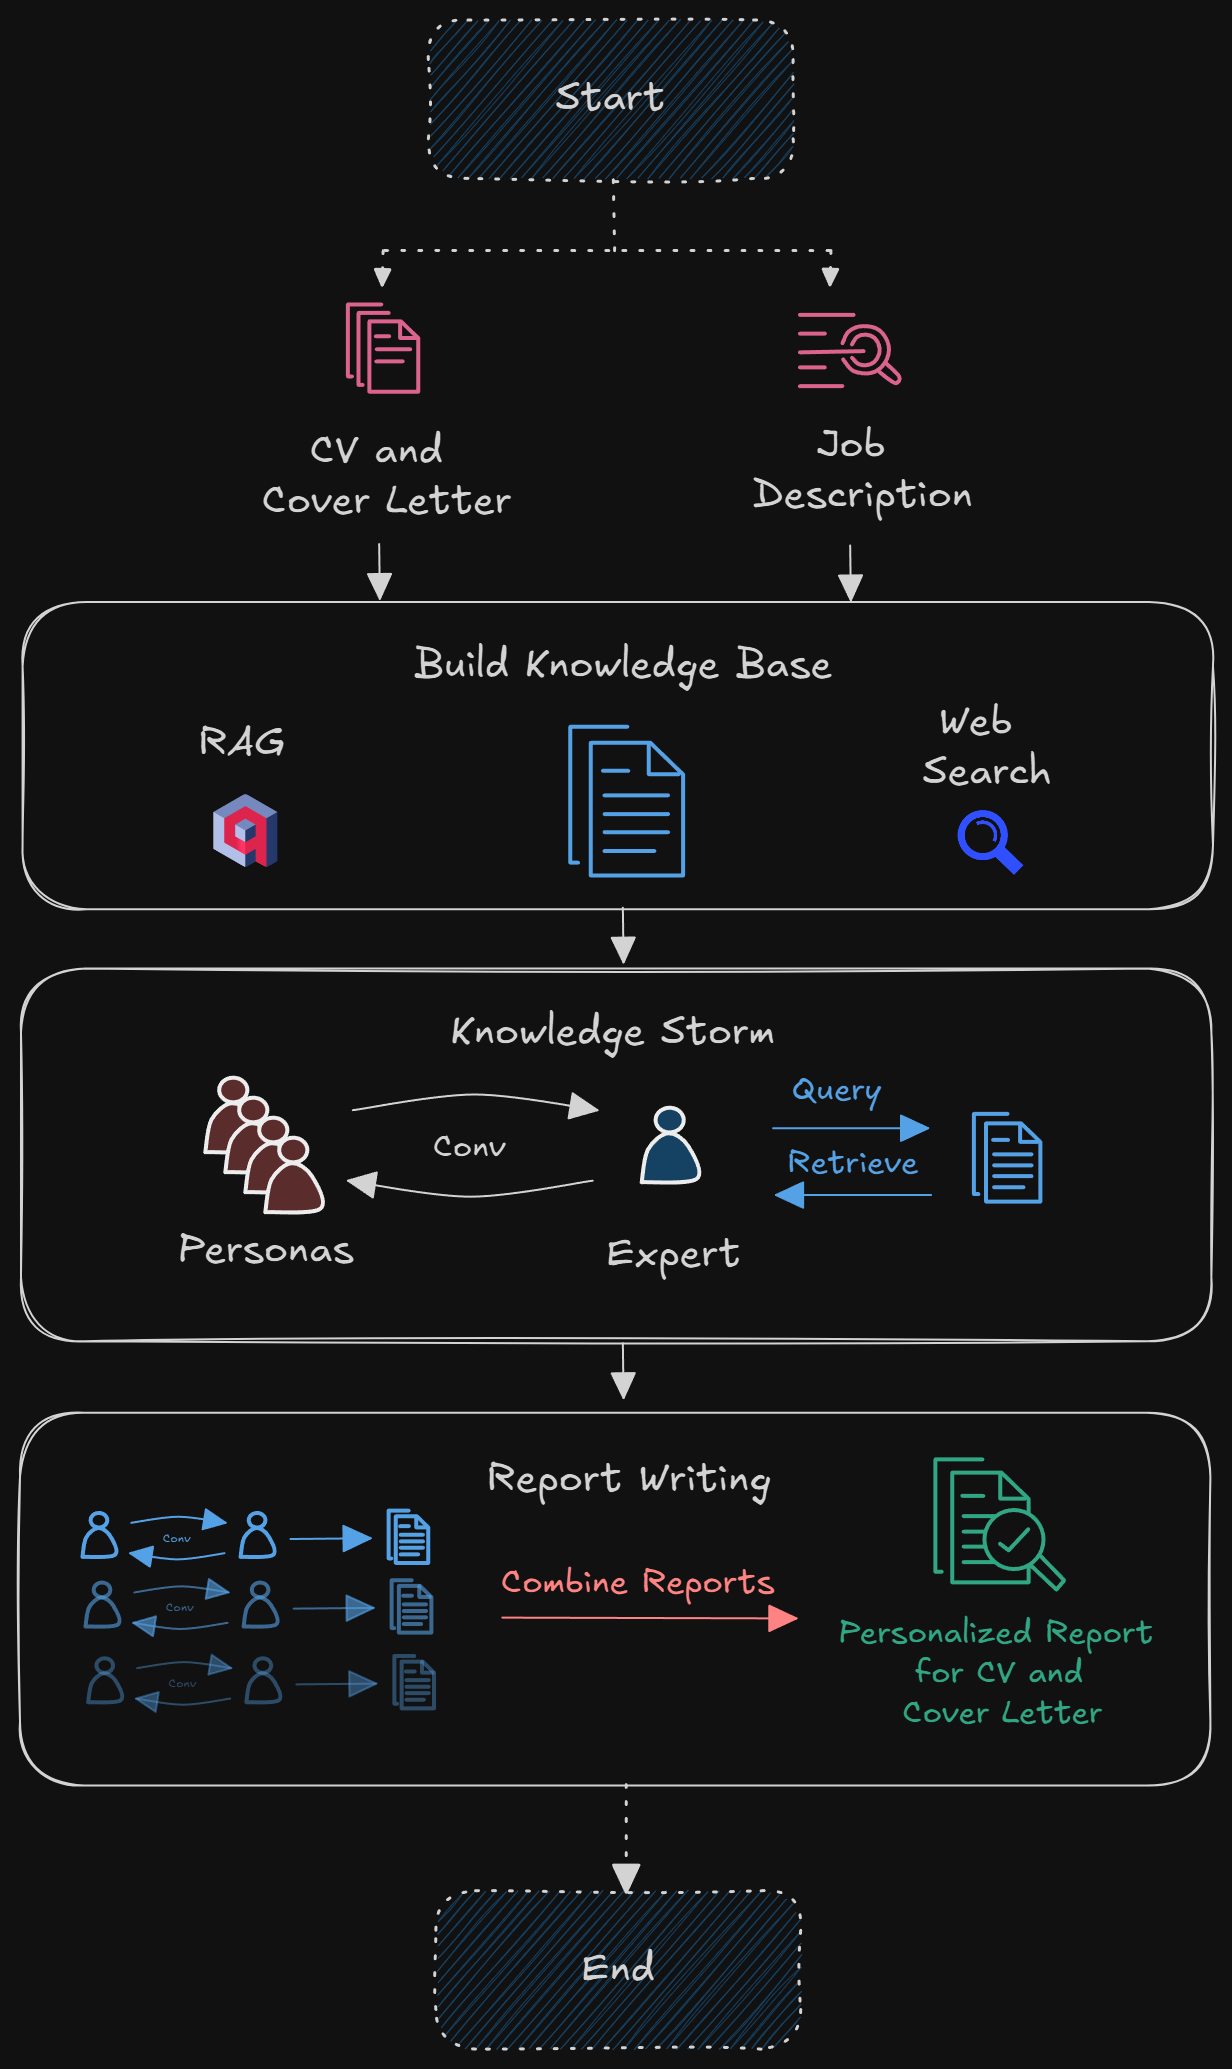 Start
CV and
Cover Letter
Job
Description
Build Knowledge Base
RAG
Web
Search
Knowledge Storm
Query
Conv
Retrieve
Personas
Expert
Report Writing
Conv
Conv
Conv
Combine Reports
Personalized Report
for CV and
Cover Letter
End